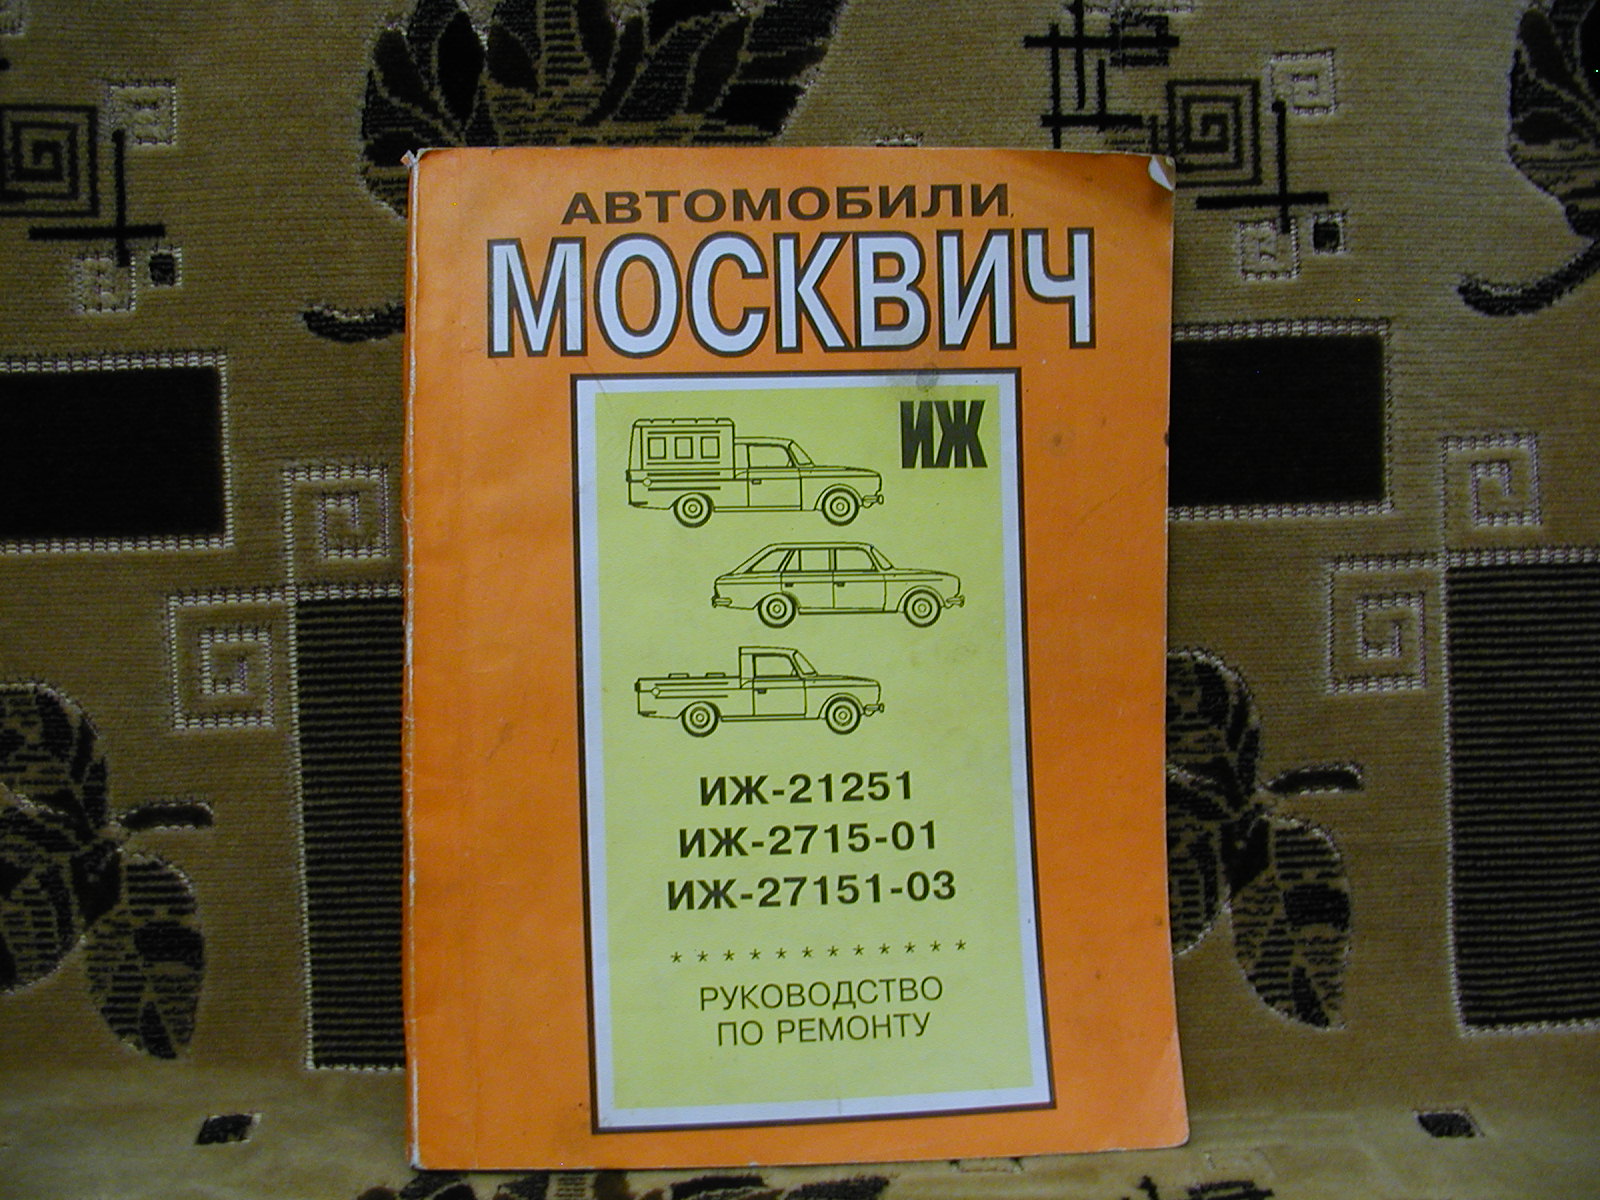 АВТОМОБИЛИ
МОСКВИЧ
ИЖ
ИЖ-21251
ИЖ-2715-01
ИЖ-27151-03
* * * * * * * * * * * *
РУКОВОДСТВО
ПО РЕМОНТУ